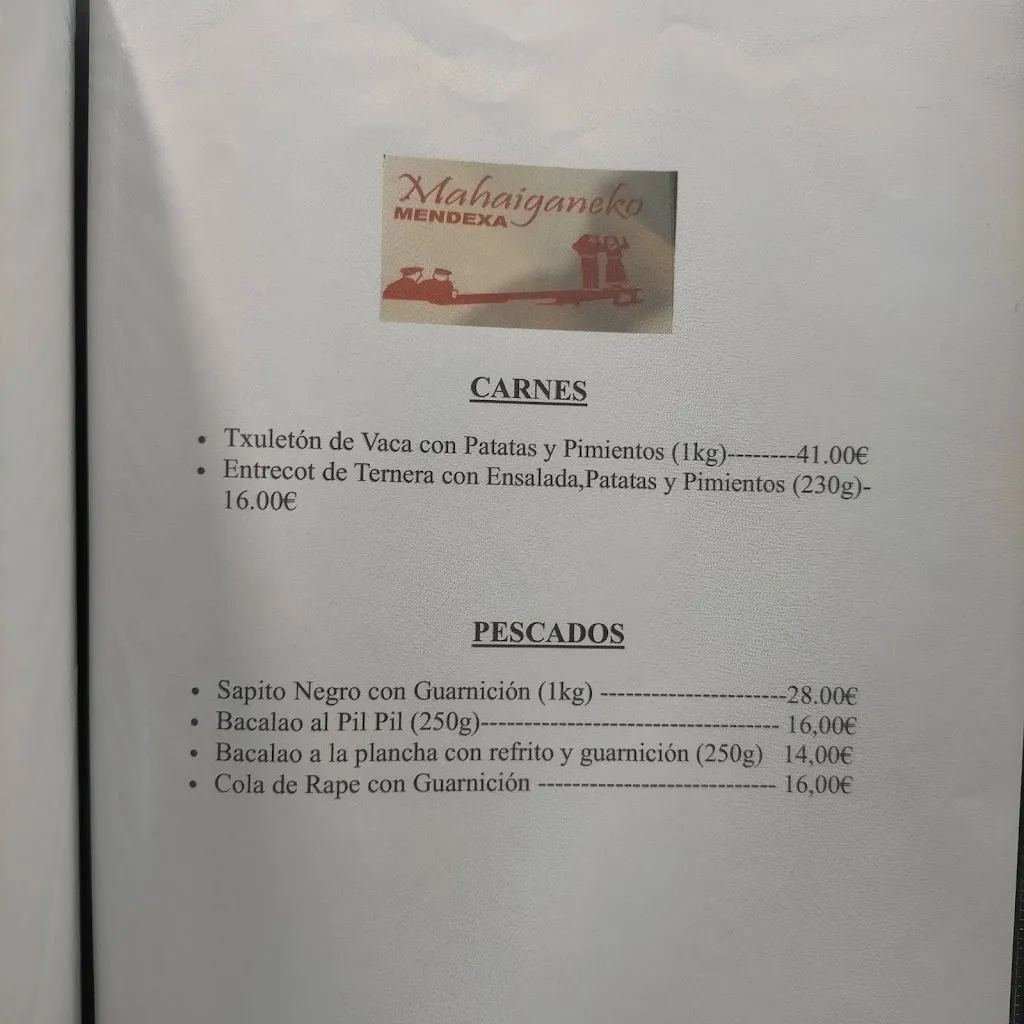 Mahaiganeko
MENDEXA
CARNES
• Txuletón de Vaca con Patatas y Pimientos (1kg)--------41.00€
• Entrecot de Ternera con Ensalada,Patatas y Pimientos (230g)-
16.00€
PESCADOS
• Sapito Negro con Guarnición (1kg) ----------------------28.00€
• Bacalao al Pil Pil (250g)----------------------------------- 16,00€
• Bacalao a la plancha con refrito y guarnición (250g) 14,00€
• Cola de Rape con Guarnición ---------------------------- 16,00€